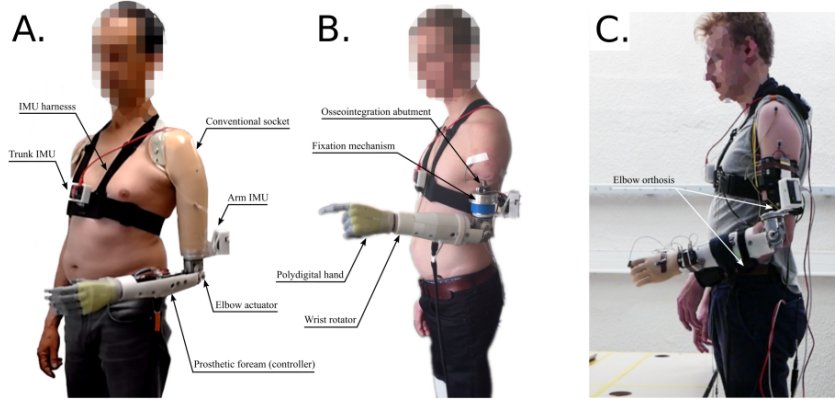 A.
IMU harnesss
Conventional socket
Trunk IMU
Arm IMU
Elbow actuator
Prosthetic foream (controller)
B.
Osseointegration abutment
Fixation mechanism
Polydigital hand
Wrist rotator
C.
Elbow orthosis